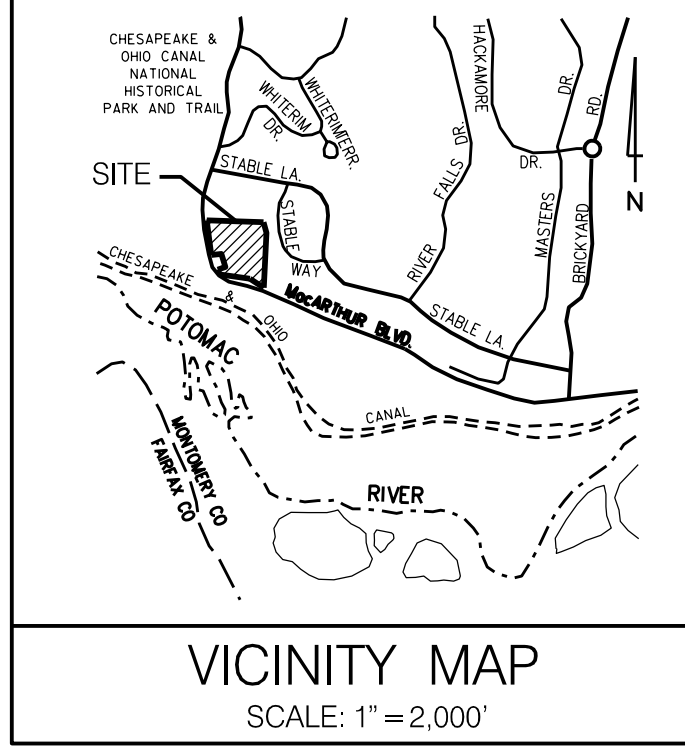 CHESAPEAKE &
OHIO CANAL
NATIONAL
HISTORICAL
PARK AND TRAIL
WHITERIM
DR.
WHITERIM
TERR.
HACKAMORE
DR.
DR.
RD.
N
SITE
STABLE LA.
STABLE
WAY
RIVER
FALLS
DR.
MASTERS
BRICKYARD
CHESAPEAKE
&
OHIO
CANAL
MacARTHUR BLVD.
STABLE LA.
POTOMAC
RIVER
MONTGOMERY CO
FAIRFAX CO
VICINITY MAP
SCALE: 1" = 2,000'